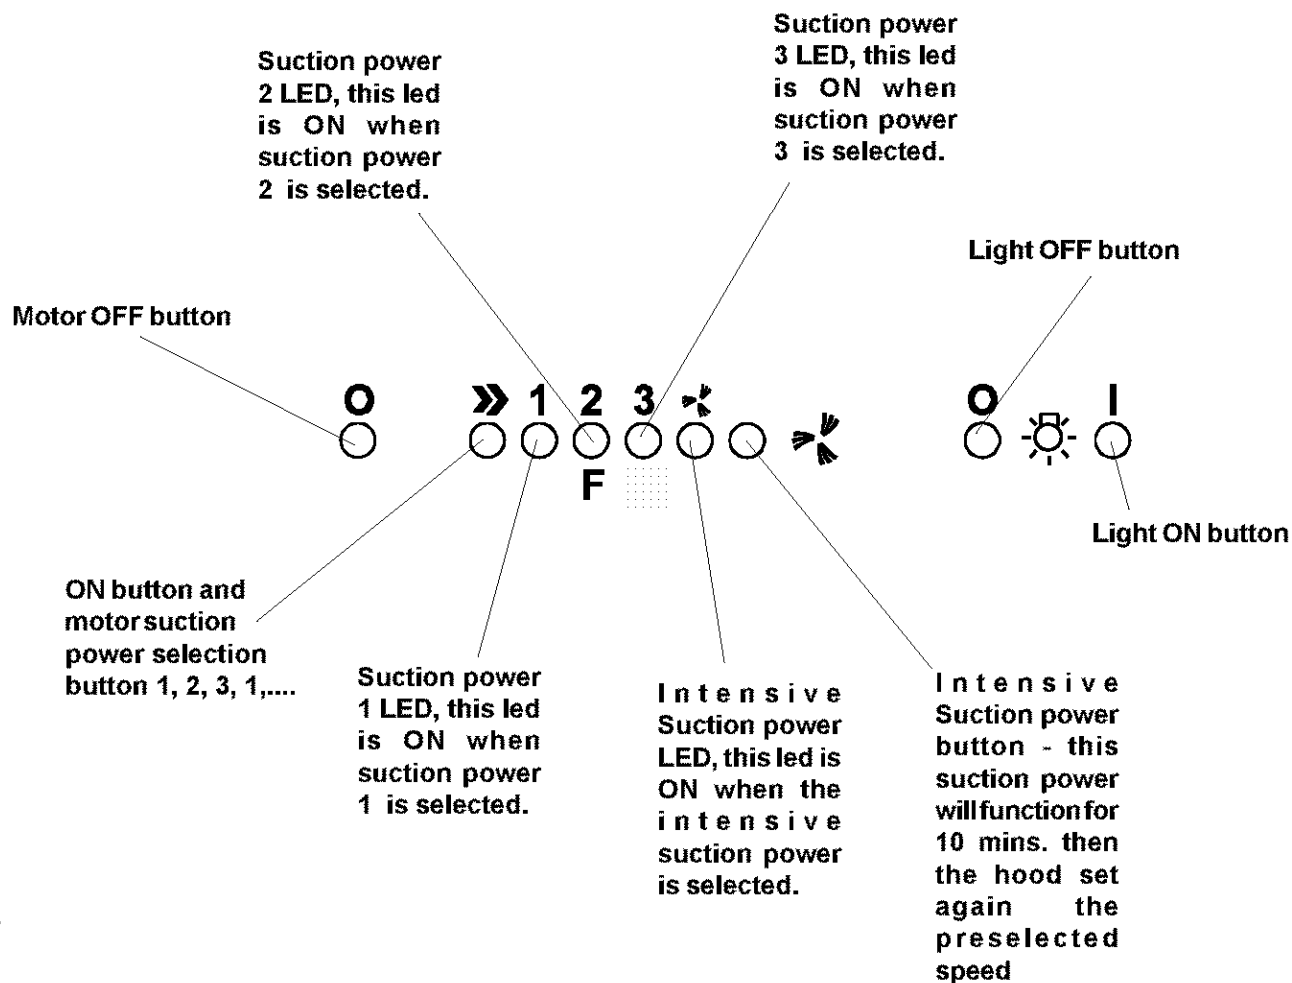 Suction power
2 LED, this led
is ON when
suction power
2 is selected.
Suction power
3 LED, this led
is ON when
suction power
3 is selected.
Light OFF button
Motor OFF button
O » 1 2 3 O I
F
Light ON button
ON button and
motor suction
power selection
button 1, 2, 3, 1,....
Suction power
1 LED, this led
is ON when
suction power
1 is selected.
Intensive
Suction power
LED, this led is
ON when the
intensive
suction power
is selected.
Intensive
Suction power
button - this
suction power
will function for
10 mins. then
the hood set
again the
preselected
speed